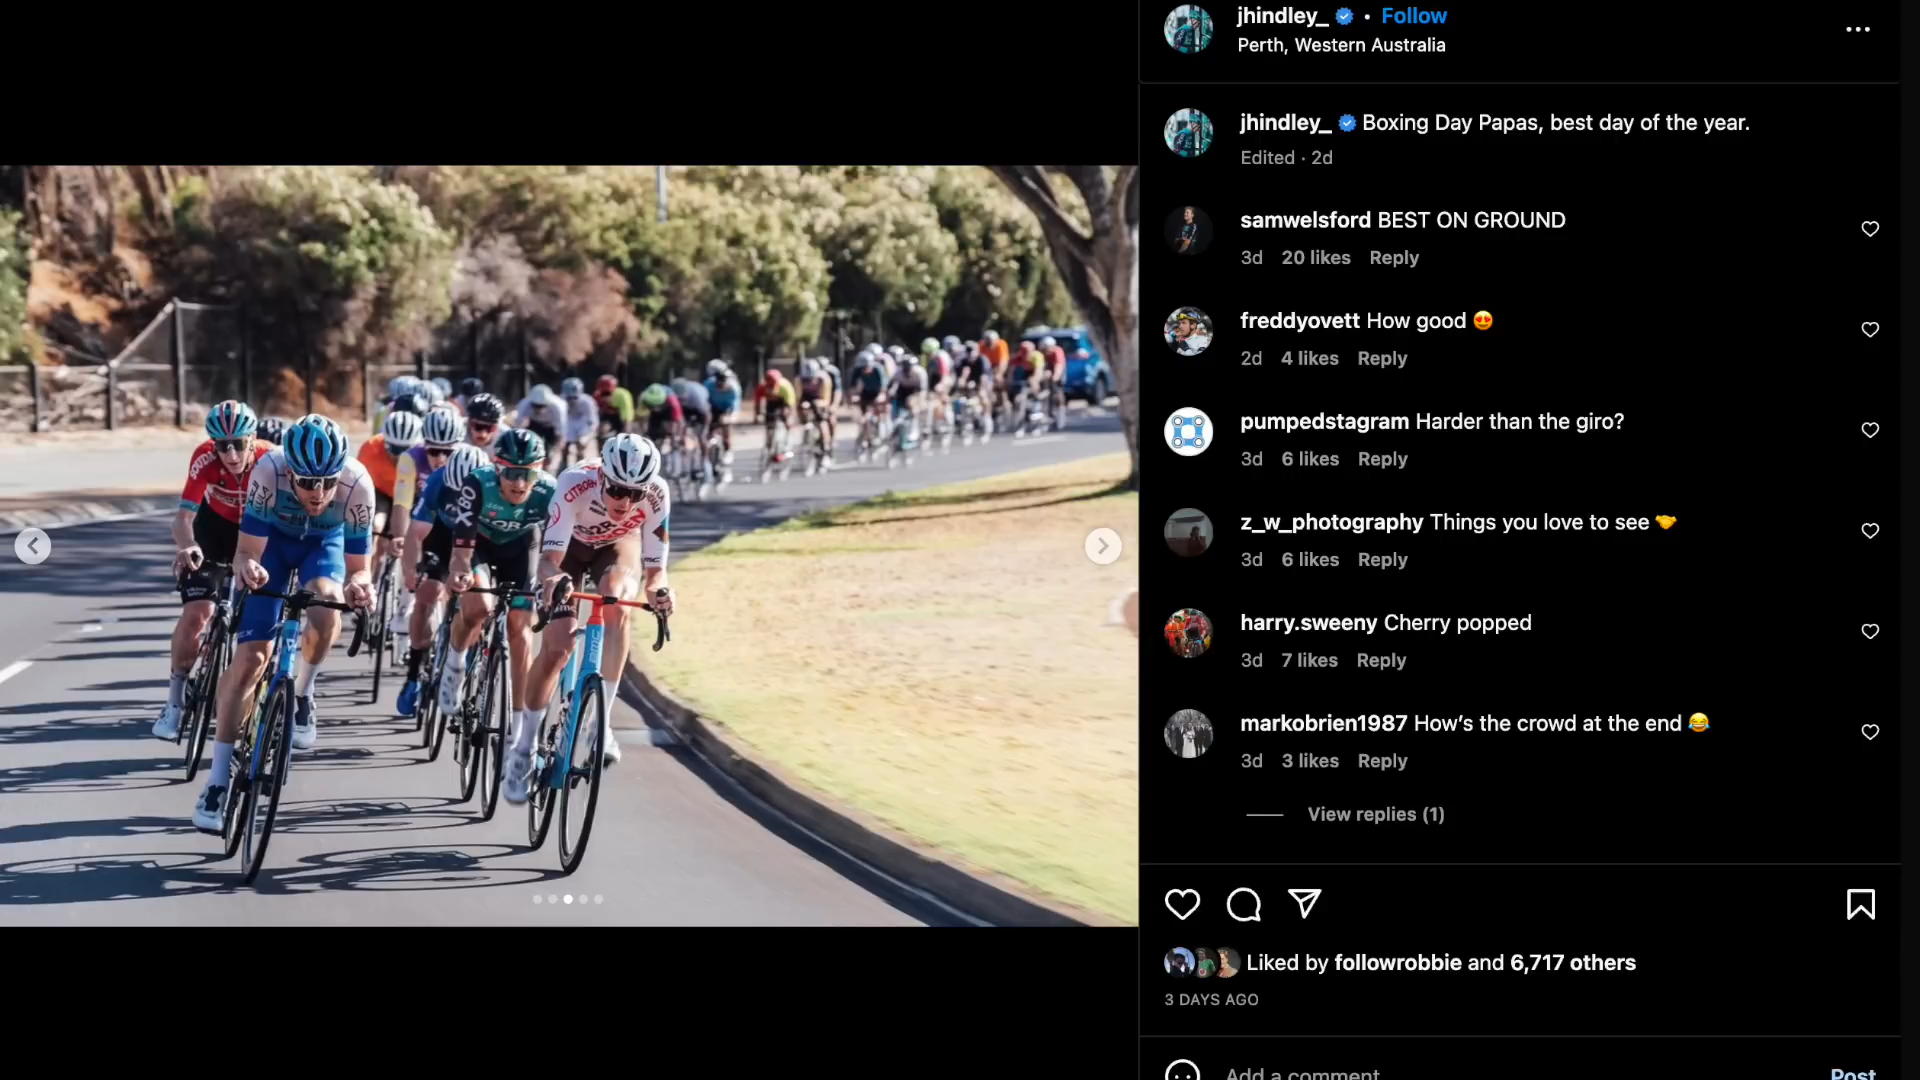 jhindley_ • Follow
Perth, Western Australia
jhindley_ Boxing Day Papas, best day of the year.
Edited · 2d
samwelsford BEST ON GROUND
3d 20 likes Reply
freddyovett How good 😍
2d 4 likes Reply
pumpedstagram Harder than the giro?
3d 6 likes Reply
z_w_photography Things you love to see 🤝
3d 6 likes Reply
harry.sweeny Cherry popped
3d 7 likes Reply
markobrien1987 How’s the crowd at the end 😂
3d 3 likes Reply
View replies (1)
Liked by followrobbie and 6,717 others
3 DAYS AGO
Add a comment
Post
CITROËN
AG2R
BMC